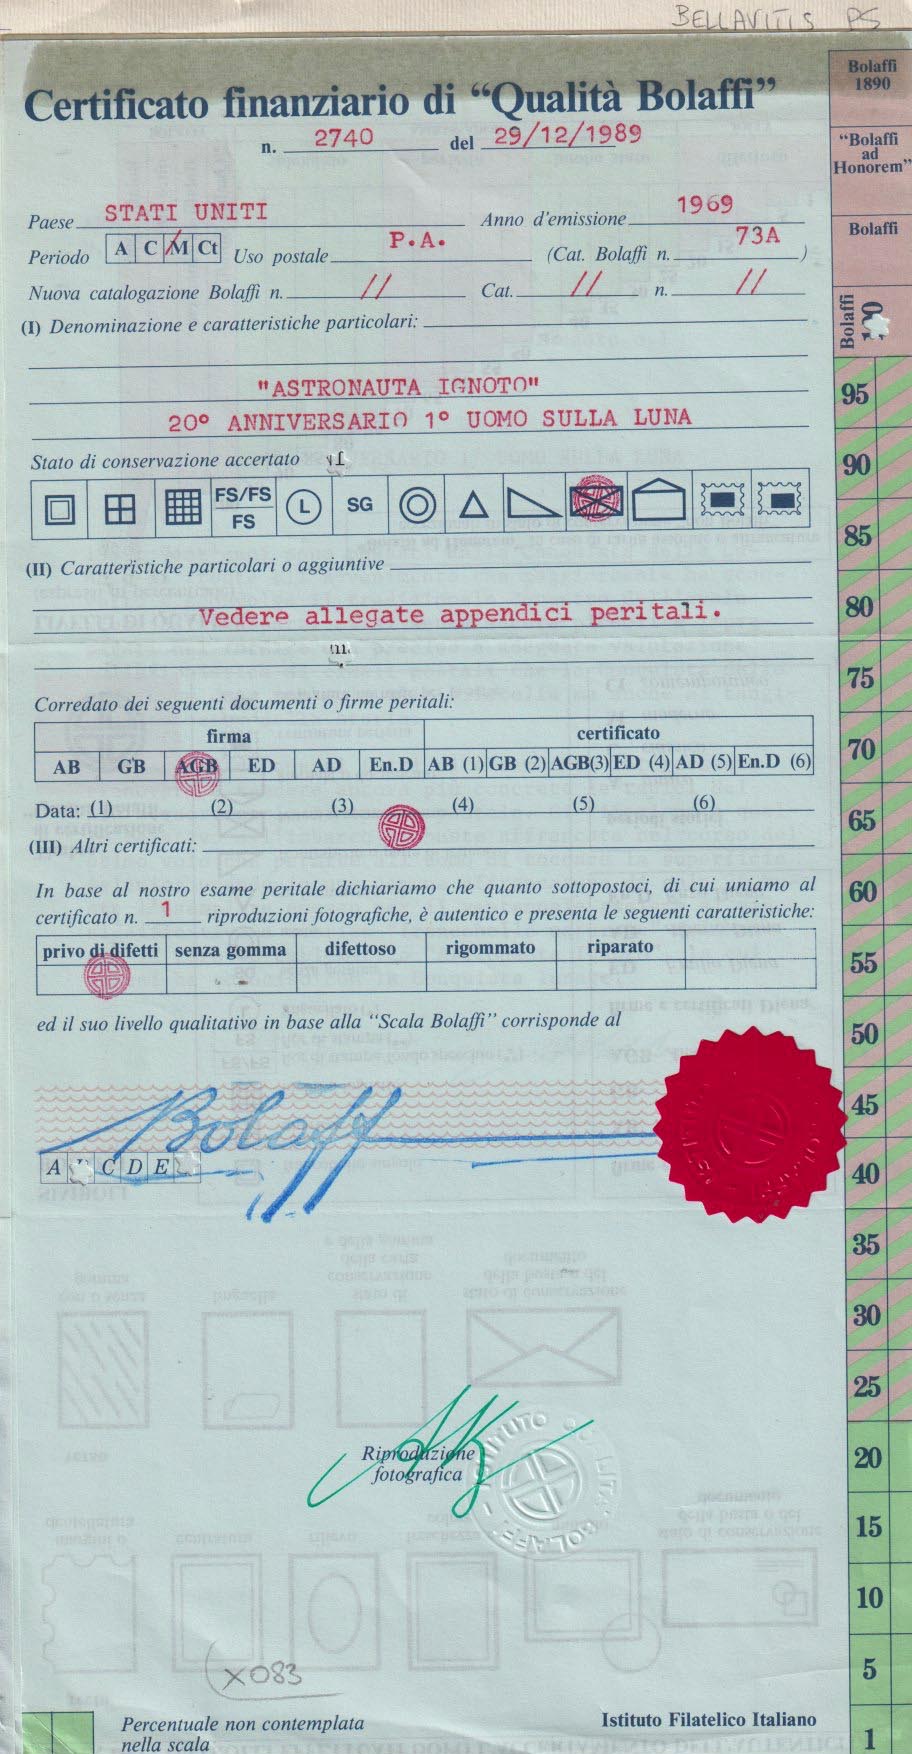 BELLAVITIS PS
Certificato finanziario di “Qualità Bolaffi”
n. 2740 del 29/12/1989
Paese STATI UNITI Anno d'emissione 1969
Periodo A C M Ct Uso postale P.A. (Cat. Bolaffi n. 73A)
Nuova catalogazione Bolaffi n. // Cat. // n. //
(I) Denominazione e caratteristiche particolari:
"ASTRONAUTA IGNOTO"
20° ANNIVERSARIO 1° UOMO SULLA LUNA
Stato di conservazione accertato
FS/FS
FS
L
SG
(II) Caratteristiche particolari o aggiuntive
Vedere allegate appendici peritali.
Corredato dei seguenti documenti o firme peritali:
firma certificato
AB GB AGB ED AD En.D AB (1) GB (2) AGB(3) ED (4) AD (5) En.D (6)
Data: (1) (2) (3) (4) (5) (6)
(III) Altri certificati:
In base al nostro esame peritale dichiariamo che quanto sottopostoci, di cui uniamo al
certificato n. 1 riproduzioni fotografiche, è autentico e presenta le seguenti caratteristiche:
privo di difetti senza gomma difettoso rigommato riparato
ed il suo livello qualitativo in base alla “Scala Bolaffi” corrisponde al
Bolaffi
A C D E
Riproduzione
fotografica
X083
Percentuale non contemplata
nella scala
Istituto Filatelico Italiano
Bolaffi
1890
“Bolaffi
ad
Honorem”
Bolaffi
Bolaffi
100
95
90
85
80
75
70
65
60
55
50
45
40
35
30
25
20
15
10
5
1